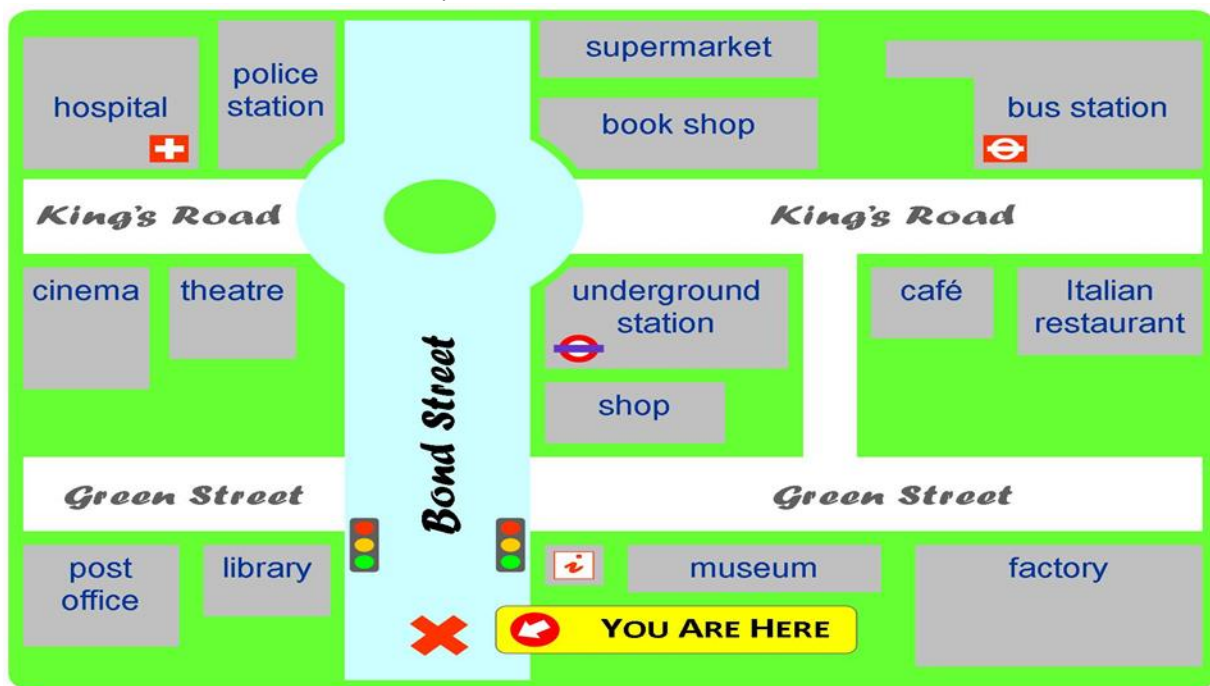 supermarket
police
station
hospital
book shop
bus station
King's Road
King's Road
cinema
theatre
underground
station
café
Italian
restaurant
shop
Bond Street
Green Street
Green Street
post
office
library
i
museum
factory
YOU ARE HERE